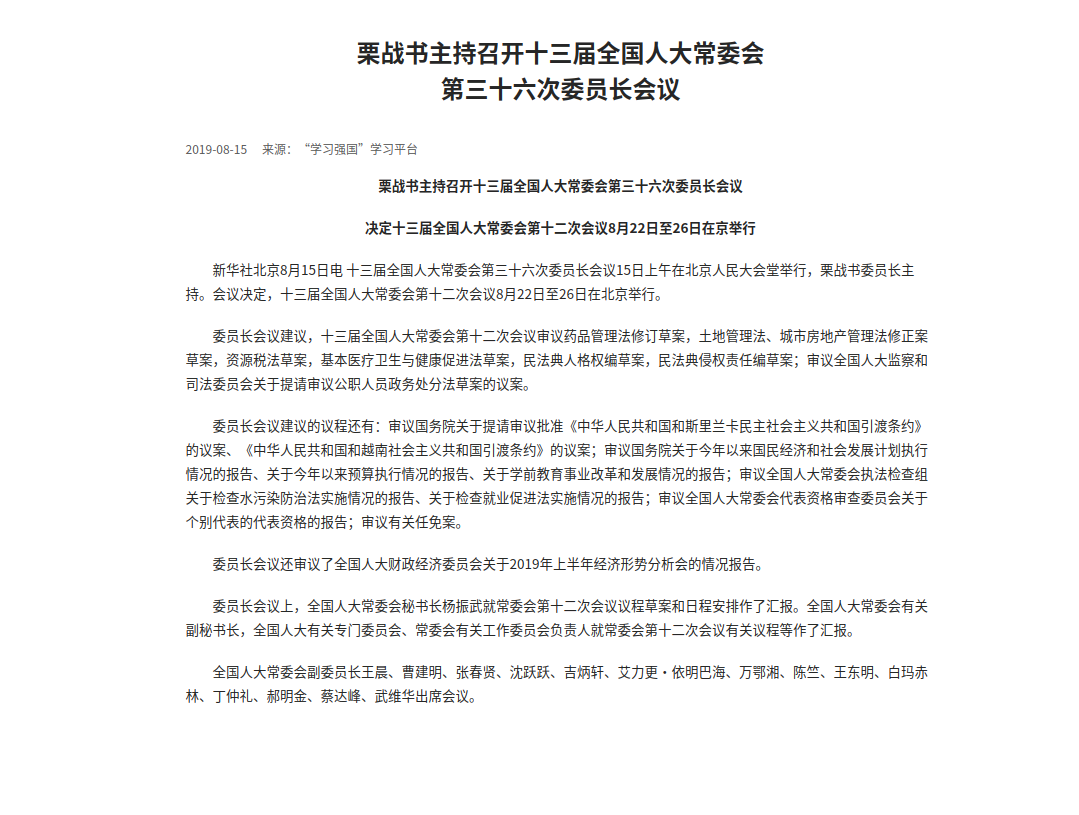 栗战书主持召开十三届全国人大常委会
第三十六次委员长会议
2019-08-15 来源：“学习强国”学习平台
栗战书主持召开十三届全国人大常委会第三十六次委员长会议
决定十三届全国人大常委会第十二次会议8月22日至26日在京举行
新华社北京8月15日电 十三届全国人大常委会第三十六次委员长会议15日上午在北京人民大会堂举行，栗战书委员长主
持。会议决定，十三届全国人大常委会第十二次会议8月22日至26日在北京举行。
委员长会议建议，十三届全国人大常委会第十二次会议审议药品管理法修订草案，土地管理法、城市房地产管理法修正案
草案，资源税法草案，基本医疗卫生与健康促进法草案，民法典人格权编草案，民法典侵权责任编草案；审议全国人大监察和
司法委员会关于提请审议公职人员政务处分法草案的议案。
委员长会议建议的议程还有：审议国务院关于提请审议批准《中华人民共和国和斯里兰卡民主社会主义共和国引渡条约》
的议案、《中华人民共和国和越南社会主义共和国引渡条约》的议案；审议国务院关于今年以来国民经济和社会发展计划执行
情况的报告、关于今年以来预算执行情况的报告、关于学前教育事业改革和发展情况的报告；审议全国人大常委会执法检查组
关于检查水污染防治法实施情况的报告、关于检查就业促进法实施情况的报告；审议全国人大常委会代表资格审查委员会关于
个别代表的代表资格的报告；审议有关任免案。
委员长会议还审议了全国人大财政经济委员会关于2019年上半年经济形势分析会的情况报告。
委员长会议上，全国人大常委会秘书长杨振武就常委会第十二次会议议程草案和日程安排作了汇报。全国人大常委会有关
副秘书长，全国人大有关专门委员会、常委会有关工作委员会负责人就常委会第十二次会议有关议程等作了汇报。
全国人大常委会副委员长王晨、曹建明、张春贤、沈跃跃、吉炳轩、艾力更·依明巴海、万鄂湘、陈竺、王东明、白玛赤
林、丁仲礼、郝明金、蔡达峰、武维华出席会议。